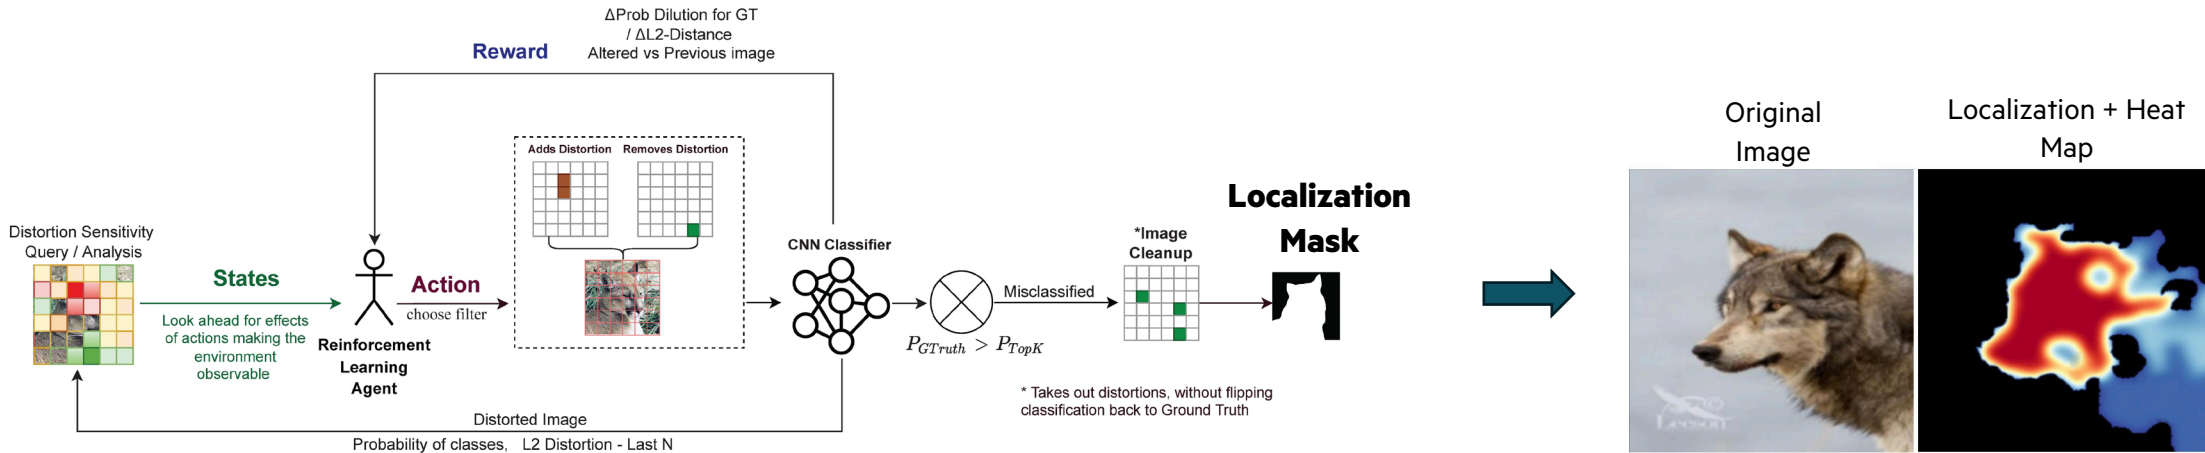 ΔProb Dilution for GT
/ ΔL2-Distance
Altered vs Previous image
Reward
Distortion Sensitivity
Query / Analysis
States
Look ahead for effects
of actions making the
environment
observable
Reinforcement
Learning
Agent
Action
choose filter
Adds Distortion
Removes Distortion
CNN Classifier
P_GTruth > P_TopK
Misclassified
*Image
Cleanup
* Takes out distortions, without flipping
classification back to Ground Truth
Localization
Mask
Distorted Image
Probability of classes, L2 Distortion - Last N
Original
Image
Localization + Heat
Map
Leeson